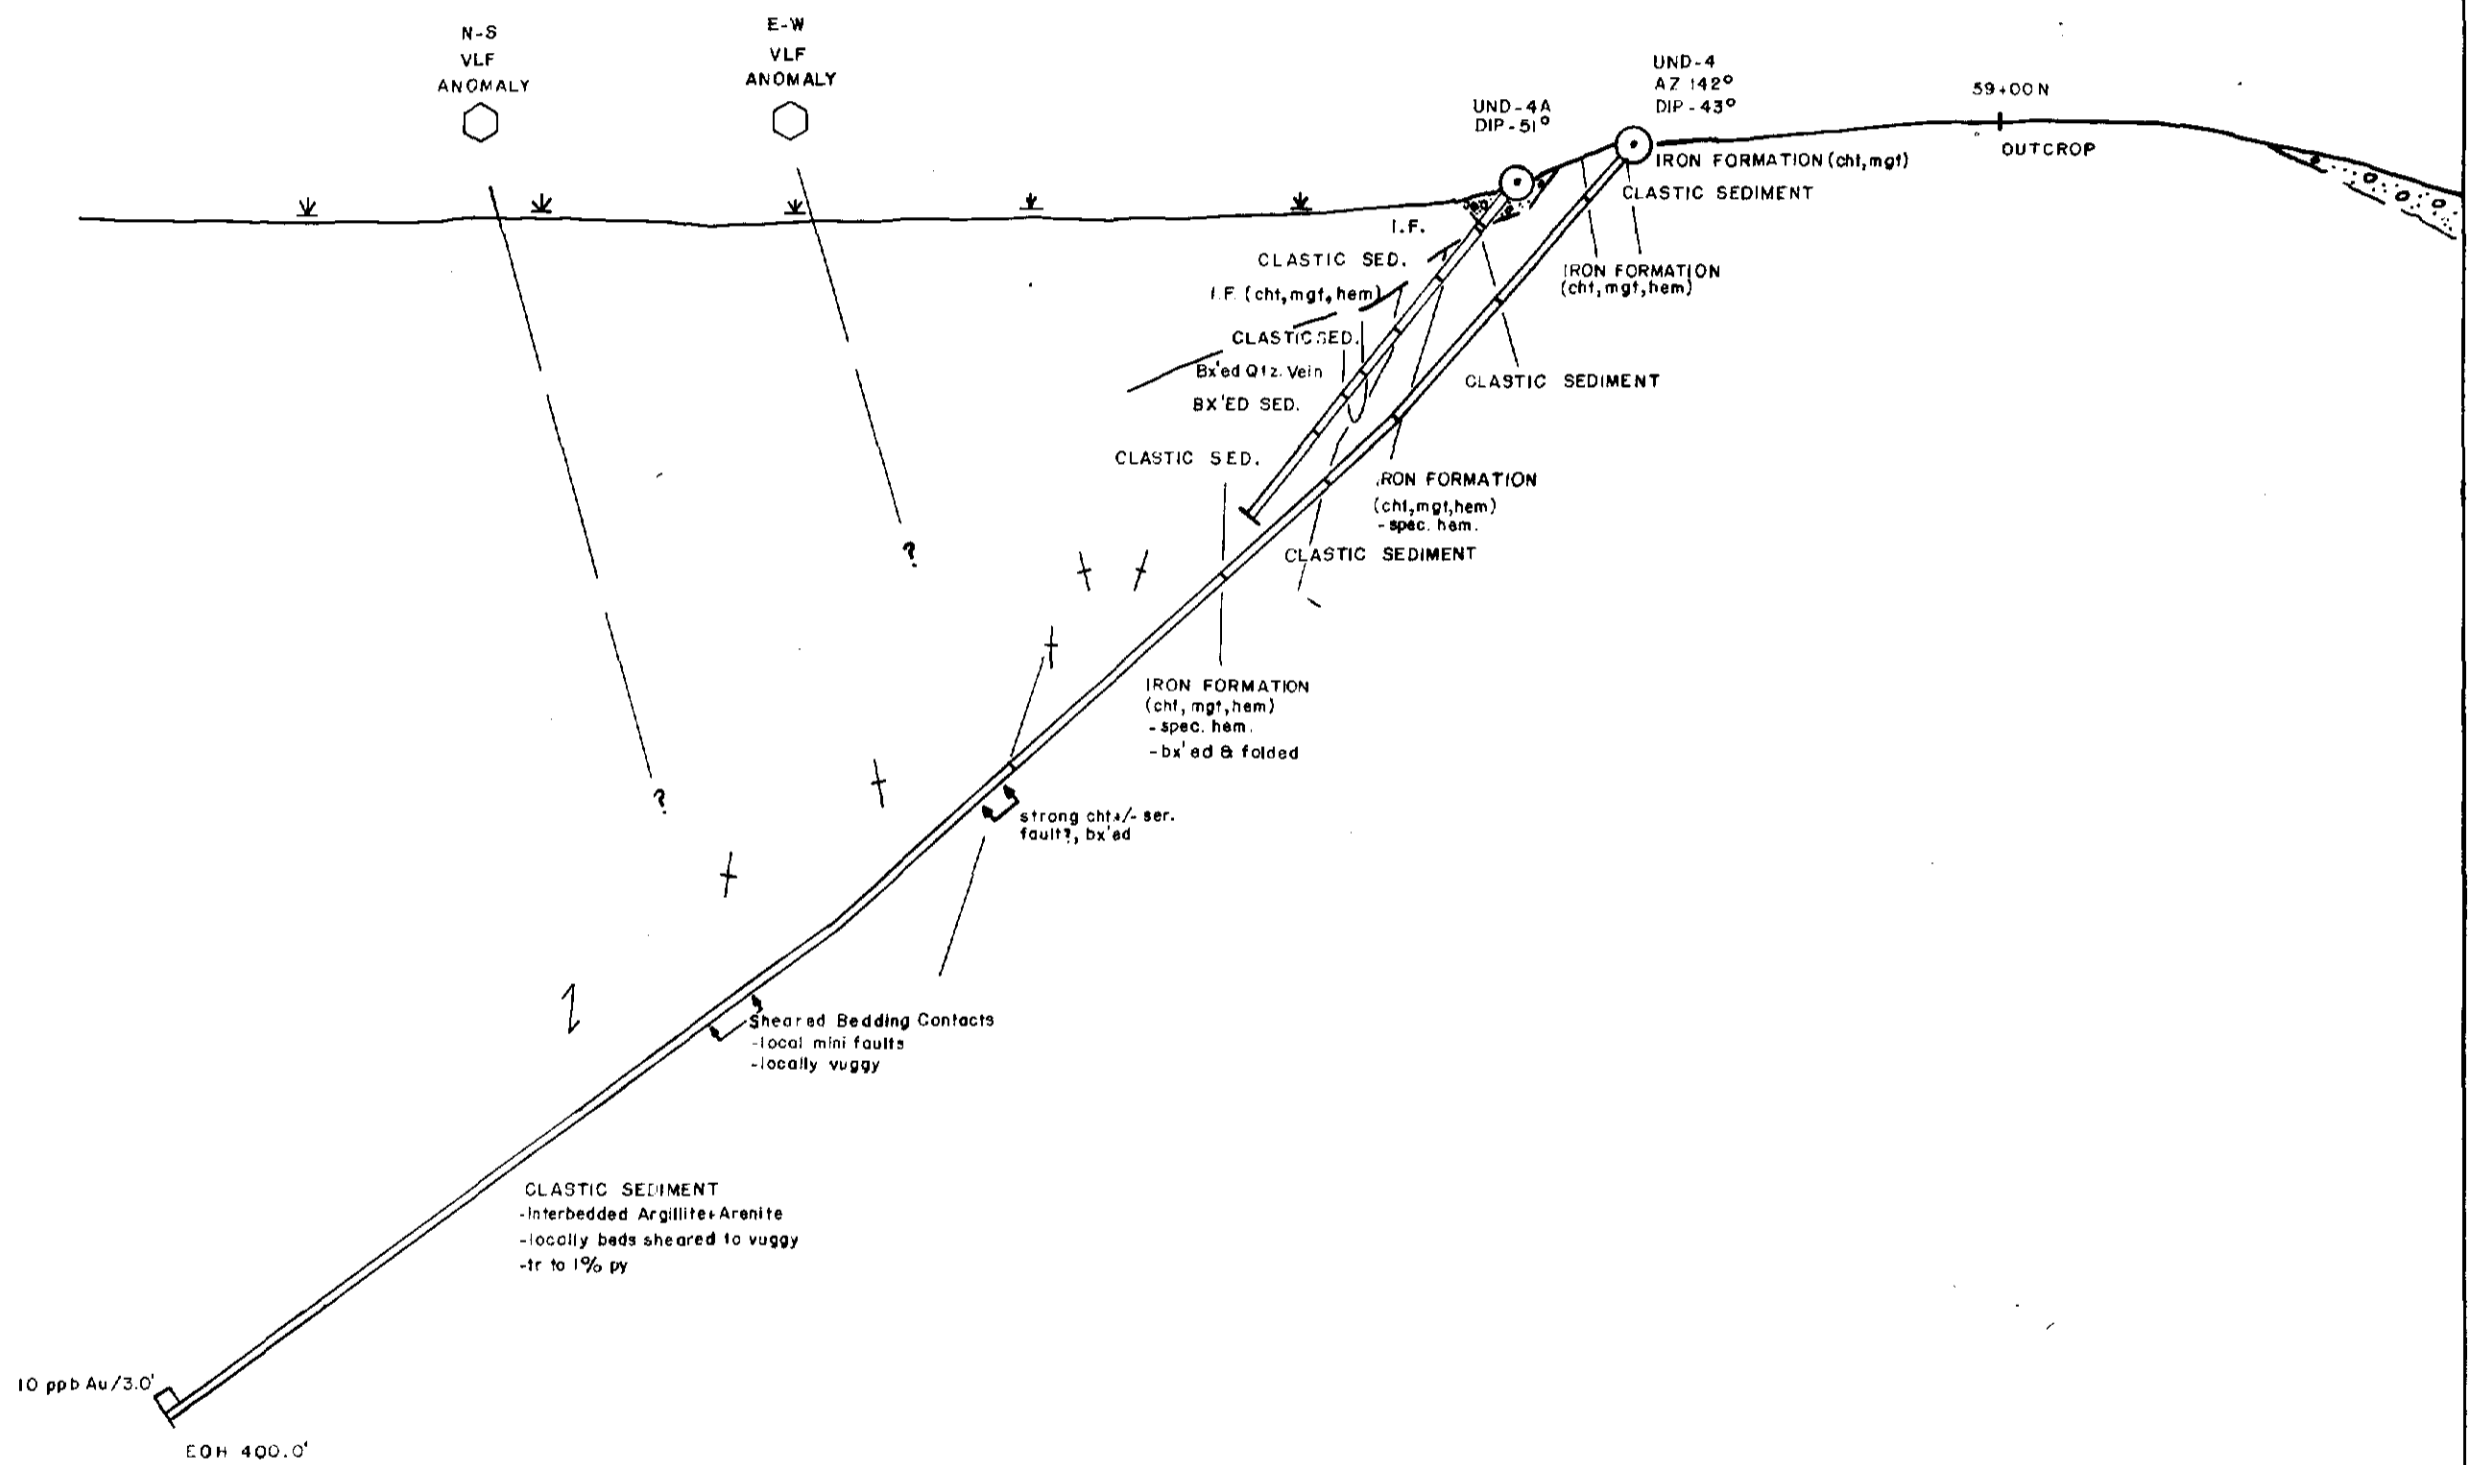 N-S
VLF
ANOMALY
E-W
VLF
ANOMALY
UND-4A
DIP-51°
UND-4
AZ 142°
DIP-43°
59+00N
OUTCROP
IRON FORMATION (cht, mgt)
CLASTIC SEDIMENT
I.F.
CLASTIC SED.
I.F. (cht, mgt, hem)
CLASTIC SED.
Bx'ed Qtz. Vein
BX'ED SED.
CLASTIC SED.
IRON FORMATION
(cht, mgt, hem)
CLASTIC SEDIMENT
IRON FORMATION
(cht, mgt, hem)
- spec. hem.
CLASTIC SEDIMENT
?
?
IRON FORMATION
(cht, mgt, hem)
- spec. hem.
- bx'ed & folded
strong cht +/- ser.
fault?, bx'ed
Sheared Bedding Contacts
-local mini faults
-locally vuggy
CLASTIC SEDIMENT
-Interbedded Argillite + Arenite
-locally beds sheared to vuggy
-tr to 1% py
10 ppb Au/3.0'
EOH 400.0'